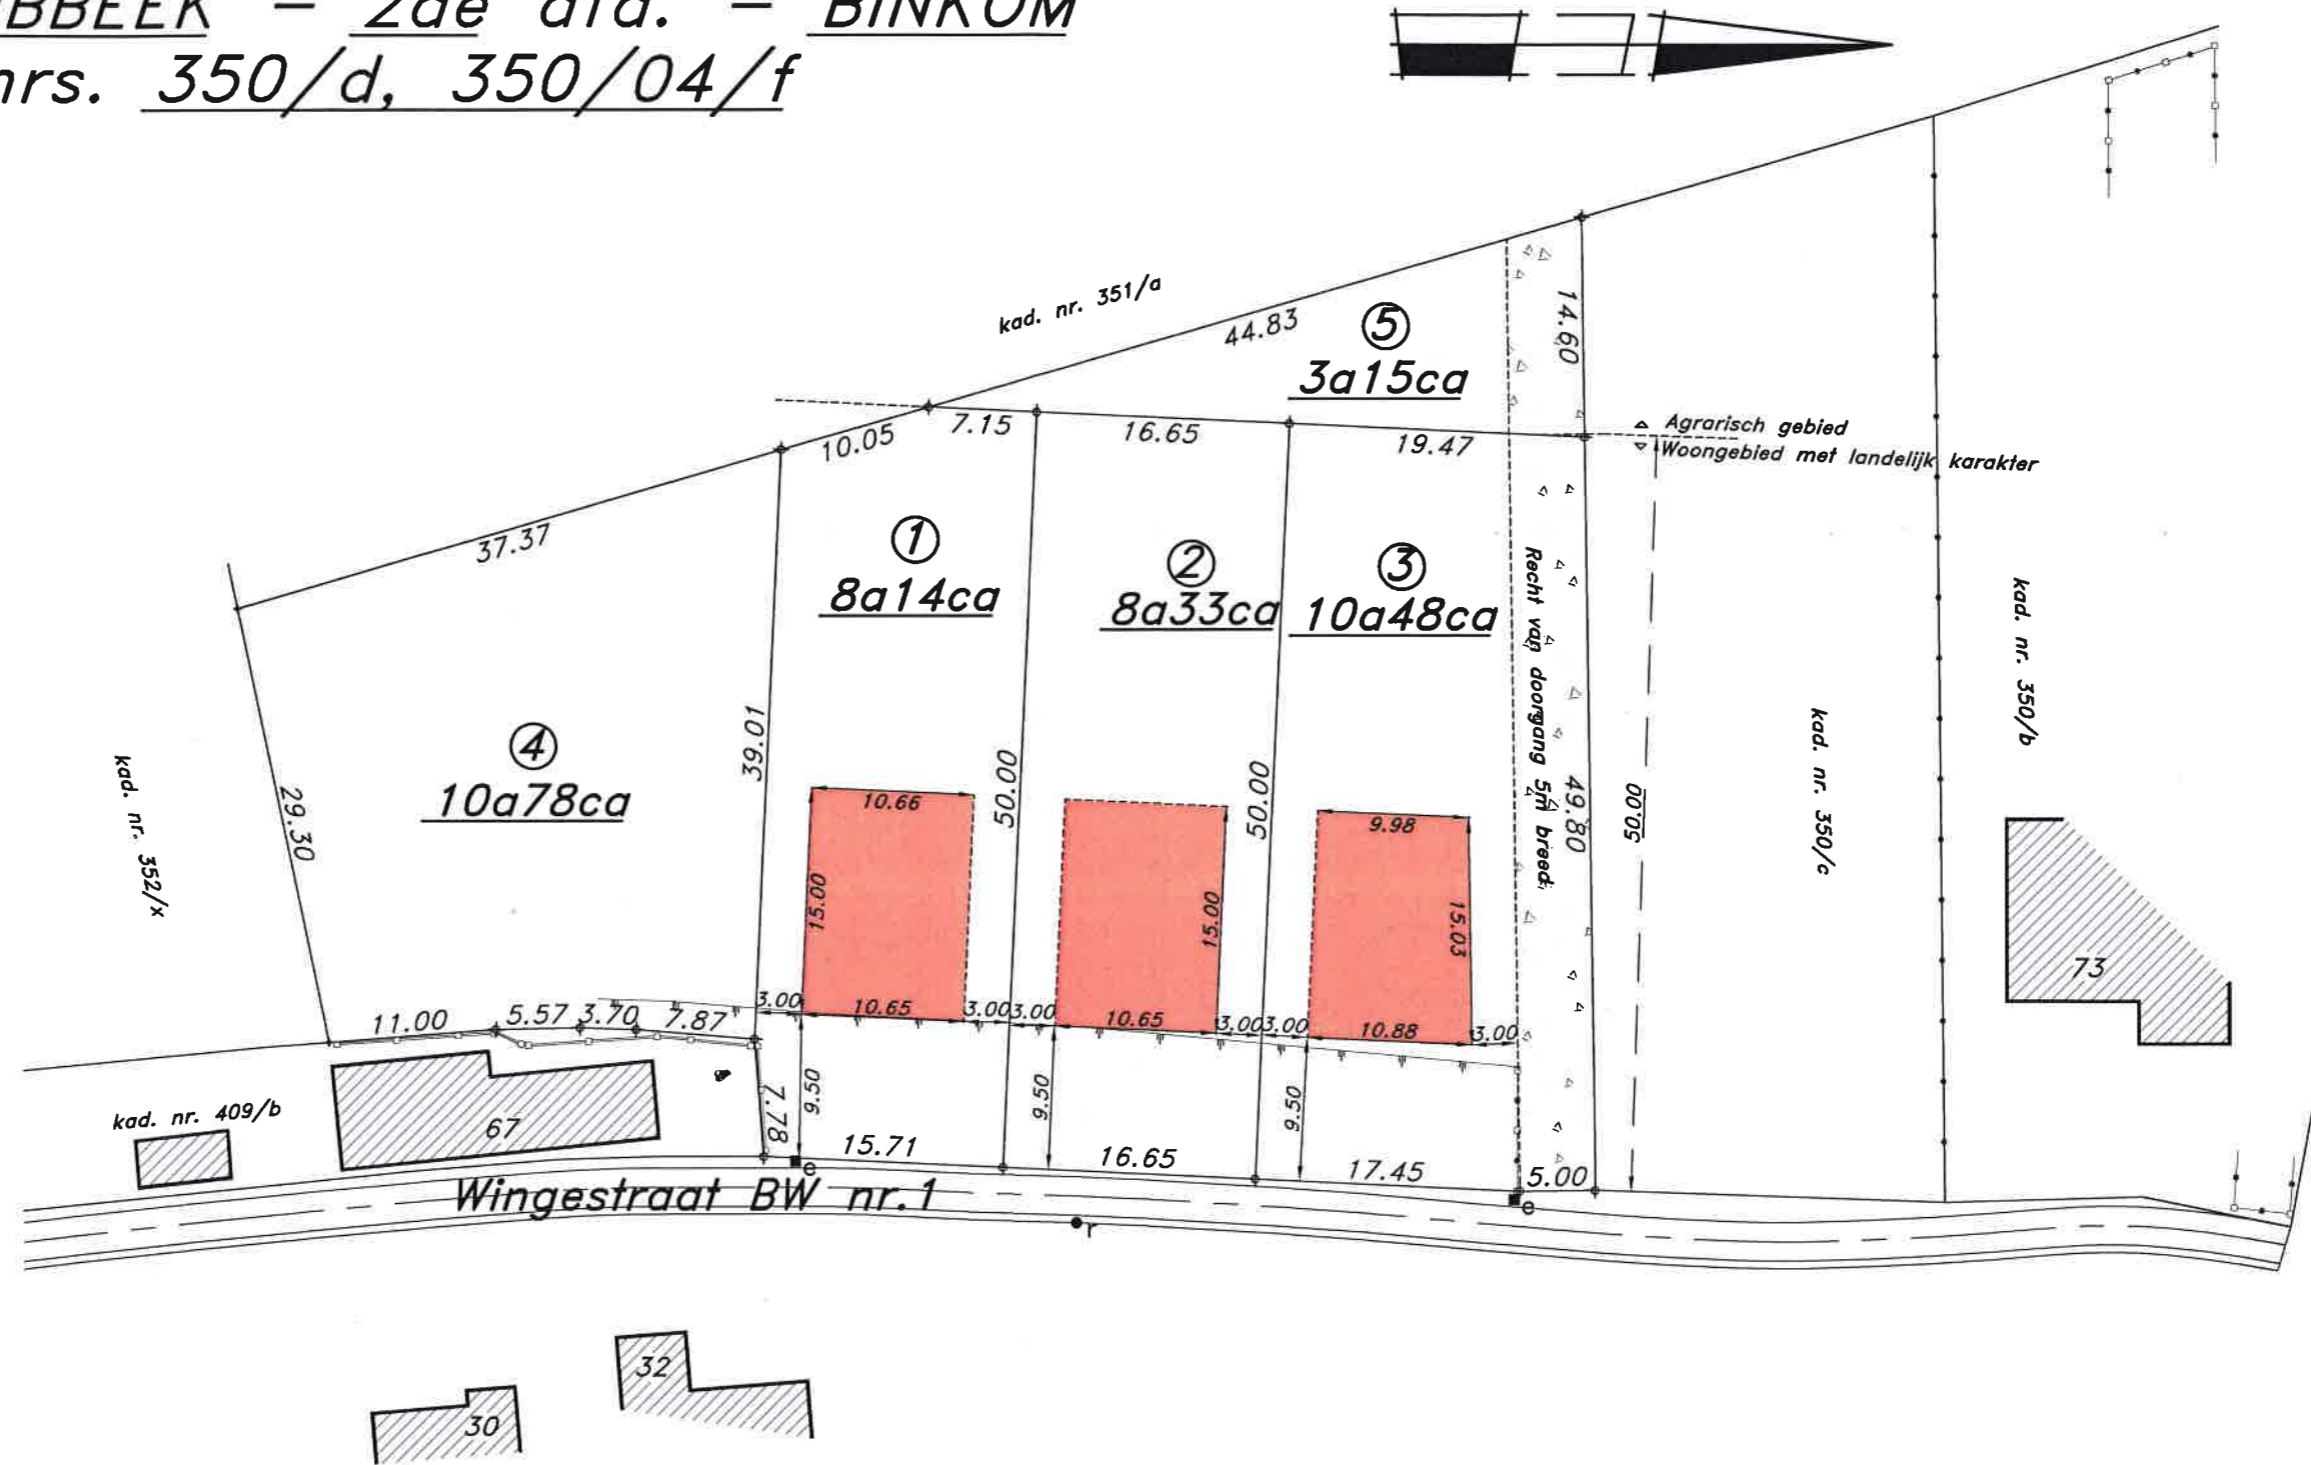 2de afd. - BINKOM
350/d, 350/04/f
kad. nr. 351/a
44.83
5
3a15ca
14.60
10.05
7.15
16.65
19.47
Agrarisch gebied
Woongebied met landelijk karakter
37.37
1
8a14ca
2
8a33ca
3
10a48ca
4
10a78ca
39.01
50.00
50.00
Recht van doorgang 5m breed
49.80
50.00
kad. nr. 350/c
kad. nr. 350/b
kad. nr. 352/x
29.30
10.66
15.00
15.00
9.98
15.03
73
11.00
5.57
3.70
7.87
3.00
10.65
3.00
3.00
10.65
3.00
3.00
10.88
3.00
7.78
9.50
9.50
9.50
kad. nr. 409/b
67
15.71
16.65
17.45
5.00
Wingestraat BW nr.1
e
e
r
32
30